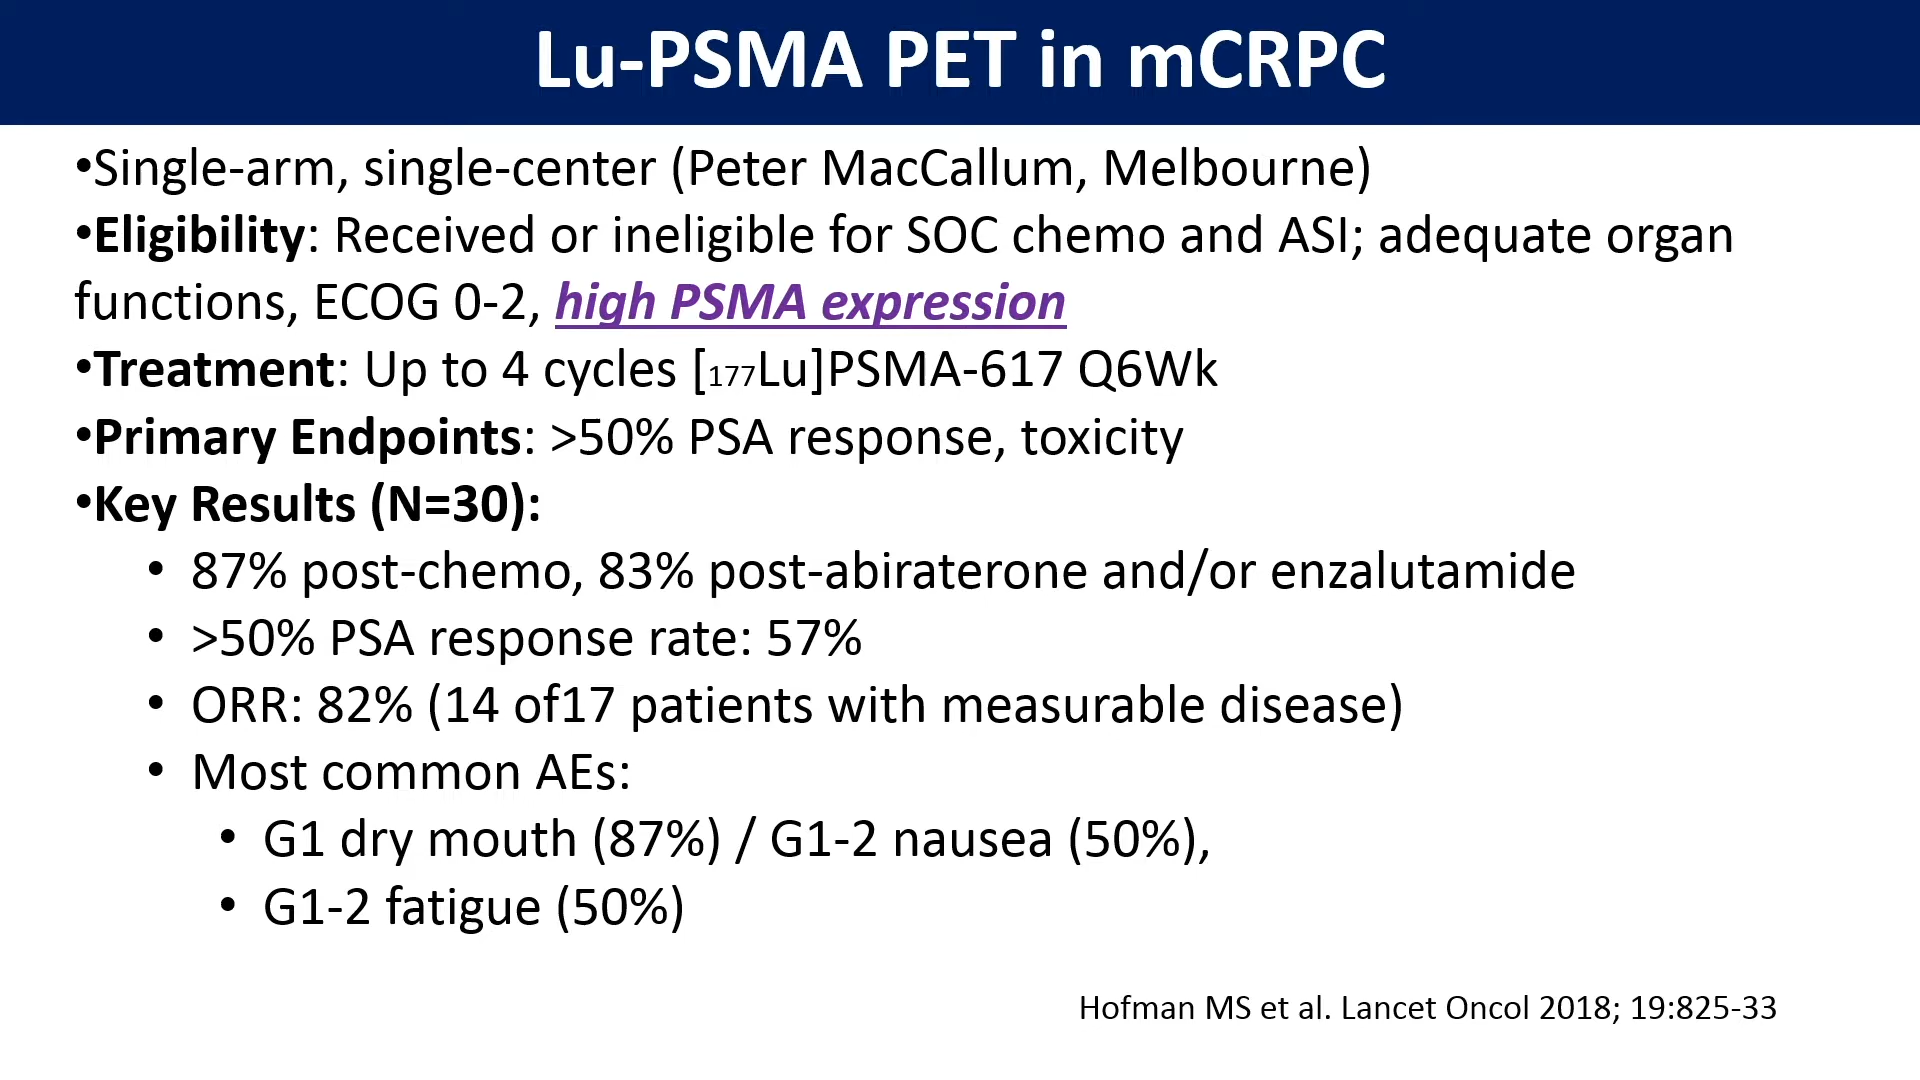 Lu-PSMA PET in mCRPC
•Single-arm, single-center (Peter MacCallum, Melbourne)
•Eligibility: Received or ineligible for SOC chemo and ASI; adequate organ
functions, ECOG 0-2, high PSMA expression
•Treatment: Up to 4 cycles [177Lu]PSMA-617 Q6Wk
•Primary Endpoints: >50% PSA response, toxicity
•Key Results (N=30):
• 87% post-chemo, 83% post-abiraterone and/or enzalutamide
• >50% PSA response rate: 57%
• ORR: 82% (14 of17 patients with measurable disease)
• Most common AEs:
• G1 dry mouth (87%) / G1-2 nausea (50%),
• G1-2 fatigue (50%)
Hofman MS et al. Lancet Oncol 2018; 19:825-33